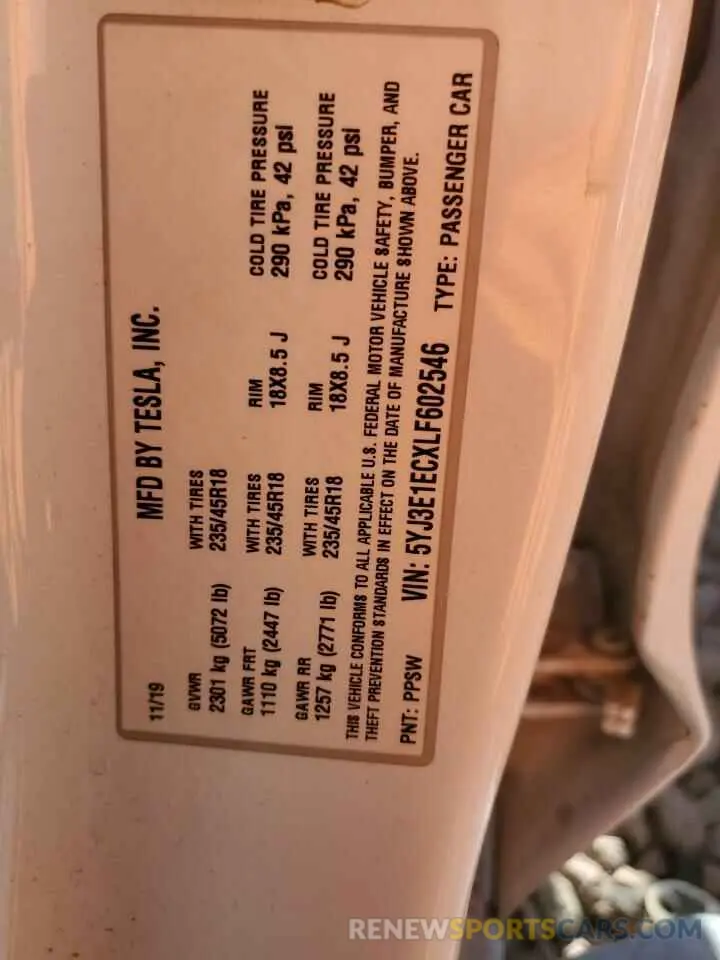 MFD BY TESLA, INC.
11/19
GVWR WITH TIRES
2301 kg (5072 lb) 235/45R18
GAWR FRT WITH TIRES RIM COLD TIRE PRESSURE
1110 kg (2447 lb) 235/45R18 18X8.5 J 290 kPa, 42 psi
GAWR RR WITH TIRES RIM COLD TIRE PRESSURE
1257 kg (2771 lb) 235/45R18 18X8.5 J 290 kPa, 42 psi
THIS VEHICLE CONFORMS TO ALL APPLICABLE U.S. FEDERAL MOTOR VEHICLE SAFETY, BUMPER, AND
THEFT PREVENTION STANDARDS IN EFFECT ON THE DATE OF MANUFACTURE SHOWN ABOVE.
PNT: PPSW VIN: 5YJ3E1ECXLF602546 TYPE: PASSENGER CAR
RENEWSPORTSCARS.COM